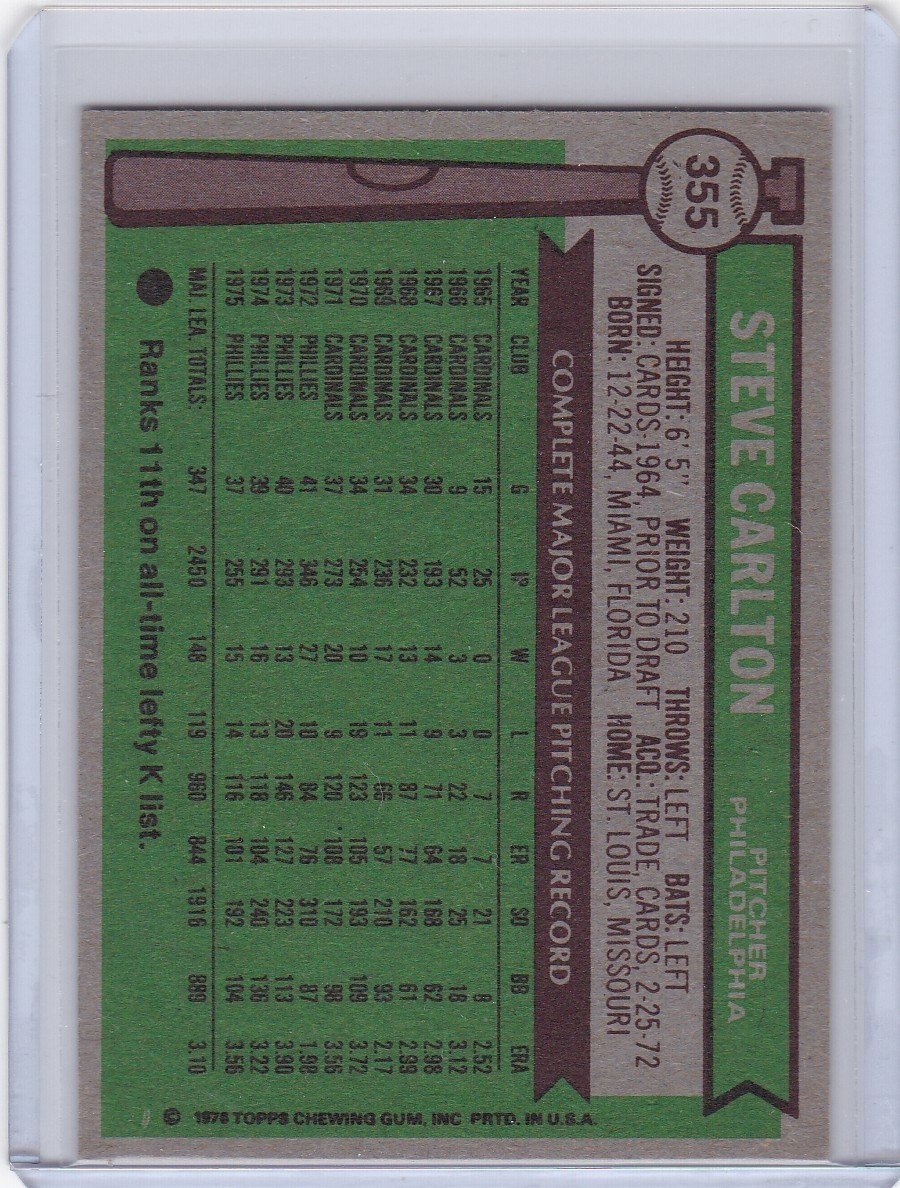 355
STEVE CARLTON
PITCHER
PHILADELPHIA
HEIGHT: 6' 5" WEIGHT: 210 THROWS: LEFT BATS: LEFT
SIGNED: CARDS-1964, PRIOR TO DRAFT ACQ: TRADE, CARDS, 2-25-72
BORN: 12-22-44, MIAMI, FLORIDA HOME: ST. LOUIS, MISSOURI
COMPLETE MAJOR LEAGUE PITCHING RECORD
YEAR CLUB G IP W L R ER SO BB ERA
1965 CARDINALS 15 25 0 0 7 7 21 8 2.52
1966 CARDINALS 9 52 3 3 22 18 25 18 3.12
1967 CARDINALS 30 193 14 9 71 64 168 62 2.98
1968 CARDINALS 34 232 13 11 87 77 162 61 2.99
1969 CARDINALS 31 236 17 11 66 57 210 93 2.17
1970 CARDINALS 34 254 10 19 123 105 193 109 3.72
1971 CARDINALS 37 273 20 9 120 108 172 98 3.56
1972 PHILLIES 41 346 27 10 84 76 310 87 1.98
1973 PHILLIES 40 293 13 20 146 127 223 113 3.90
1974 PHILLIES 39 291 16 13 118 104 240 136 3.22
1975 PHILLIES 37 255 15 14 116 101 192 104 3.56
MAJ. LEA. TOTALS: 347 2450 148 119 960 844 1916 889 3.10
Ranks 11th on all-time lefty K list.
© 1976 TOPPS CHEWING GUM, INC PRTD. IN U.S.A.